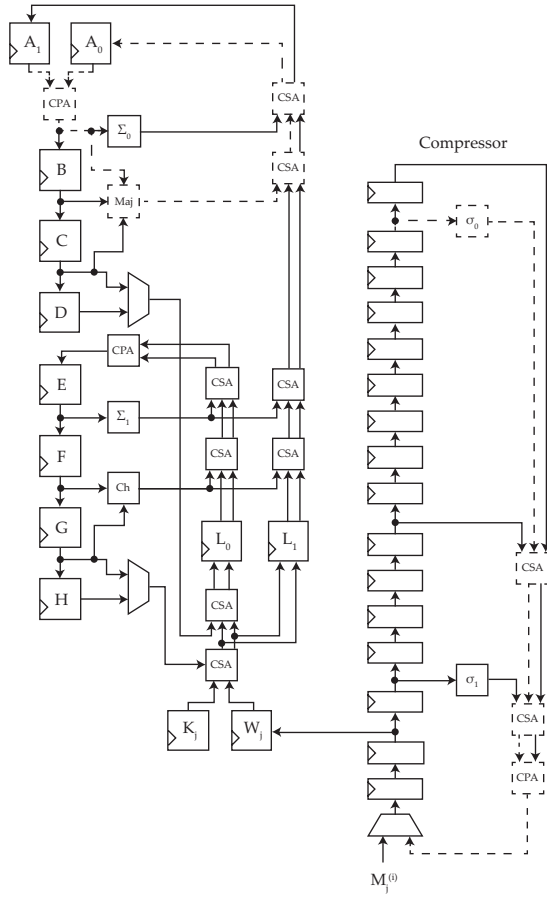 A1 A0
CSA
CPA
Σ0
CSA
Compressor
B
Maj
σ0
C
D
CPA
E
CSA
CSA
Σ1
F
CSA
CSA
Ch
G
L0
L1
CSA
H
CSA
CSA
σ1
Kj
Wj
CSA
CPA
Mj(i)